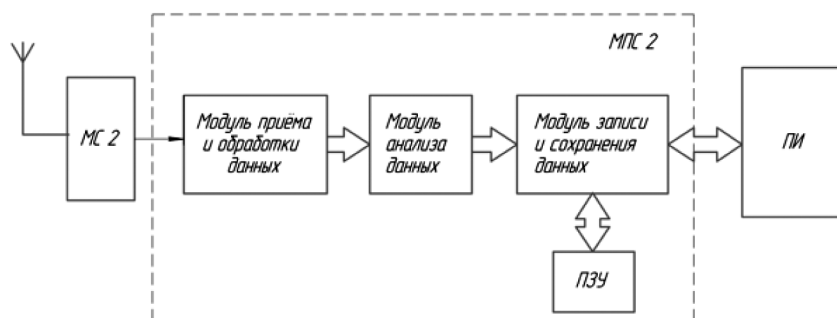 МПС 2
МС 2
Модуль приёма
и обработки
данных
Модуль
анализа
данных
Модуль записи
и сохранения
данных
ПИ
ПЗУ